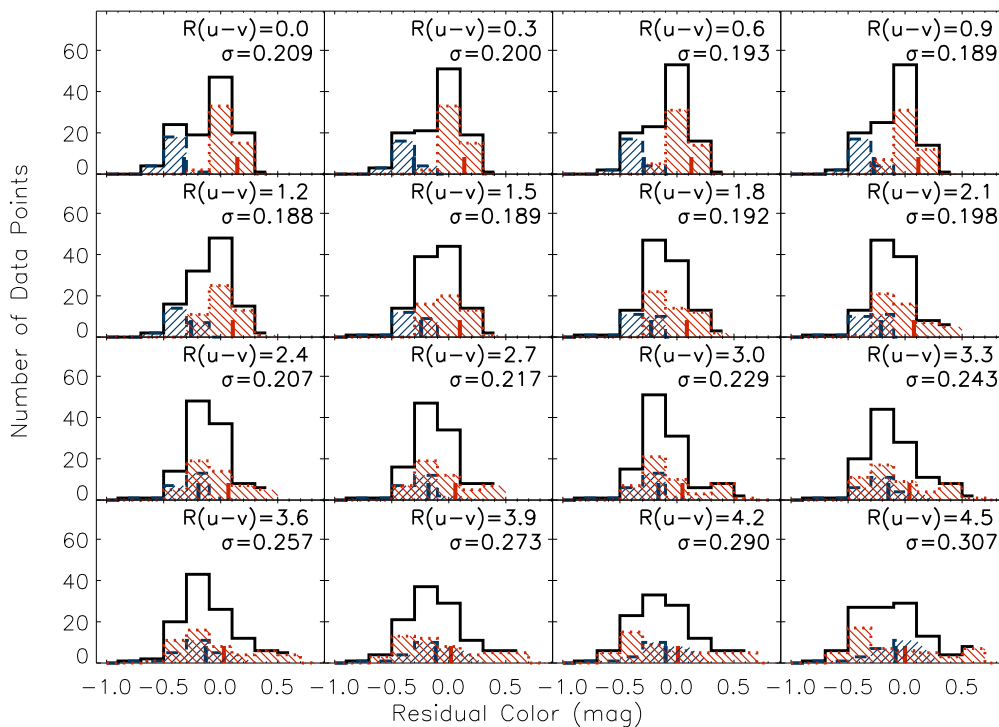 R(u−v)=0.0 R(u−v)=0.3 R(u−v)=0.6 R(u−v)=0.9
σ=0.209 σ=0.200 σ=0.193 σ=0.189
60
40
20
0
R(u−v)=1.2 R(u−v)=1.5 R(u−v)=1.8 R(u−v)=2.1
σ=0.188 σ=0.189 σ=0.192 σ=0.198
60
40
20
0
R(u−v)=2.4 R(u−v)=2.7 R(u−v)=3.0 R(u−v)=3.3
σ=0.207 σ=0.217 σ=0.229 σ=0.243
60
40
20
0
R(u−v)=3.6 R(u−v)=3.9 R(u−v)=4.2 R(u−v)=4.5
σ=0.257 σ=0.273 σ=0.290 σ=0.307
60
40
20
0
Number of Data Points
−1.0 −0.5 0.0 0.5 −1.0 −0.5 0.0 0.5 −1.0 −0.5 0.0 0.5 −1.0 −0.5 0.0 0.5
Residual Color (mag)